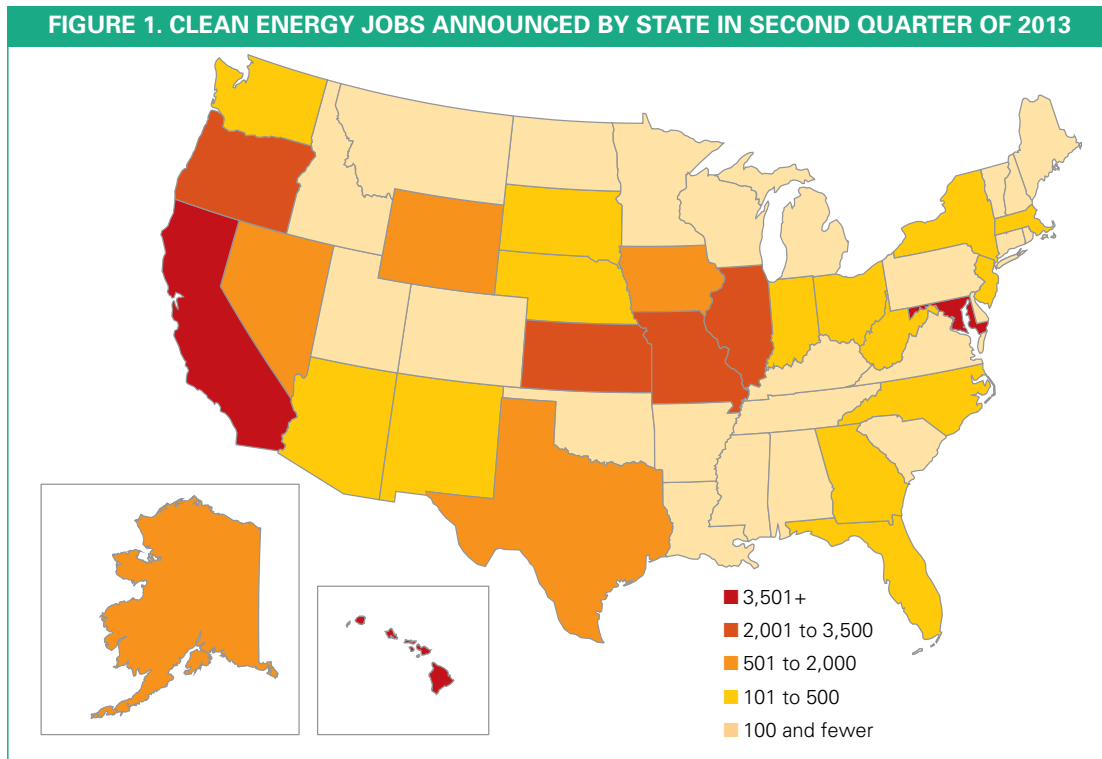 FIGURE 1. CLEAN ENERGY JOBS ANNOUNCED BY STATE IN SECOND QUARTER OF 2013
3,501+
2,001 to 3,500
501 to 2,000
101 to 500
100 and fewer